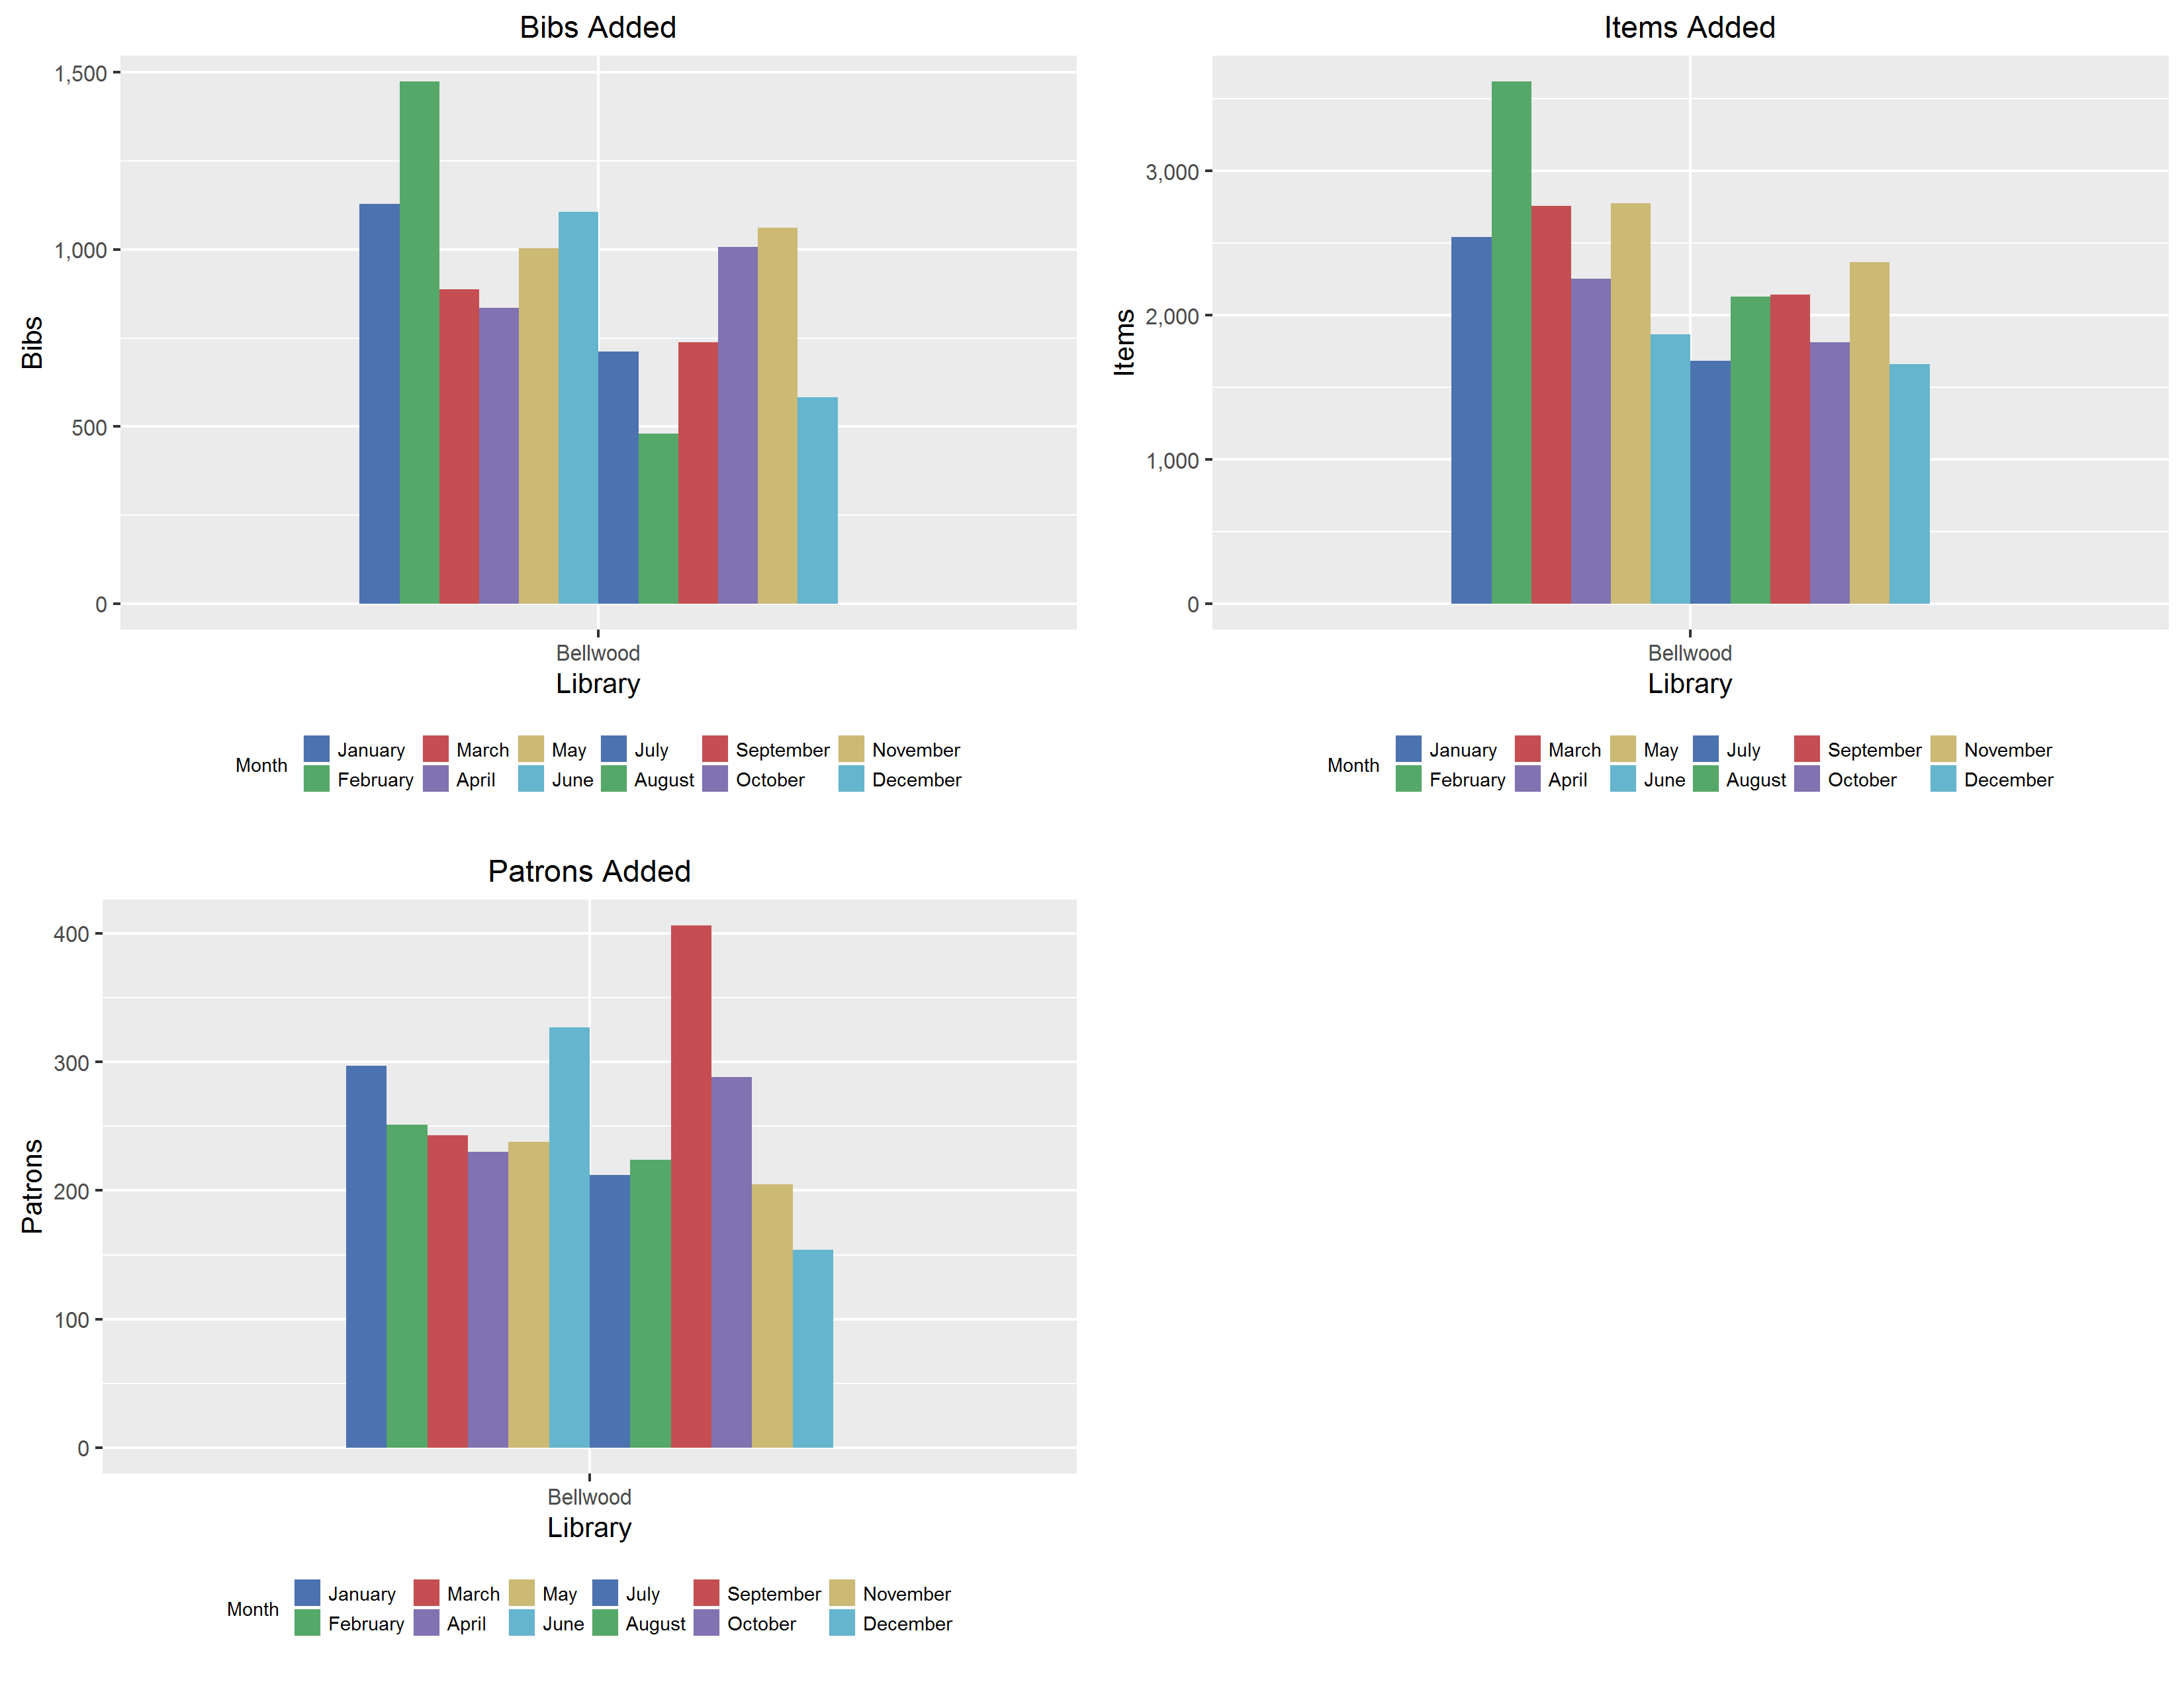 Bibs Added
1,500
1,000
500
0
Bibs
Bellwood
Library
Month
January March May July September November
February April June August October December
Items Added
3,000
2,000
1,000
0
Items
Bellwood
Library
Month
January March May July September November
February April June August October December
Patrons Added
400
300
200
100
0
Patrons
Bellwood
Library
Month
January March May July September November
February April June August October December